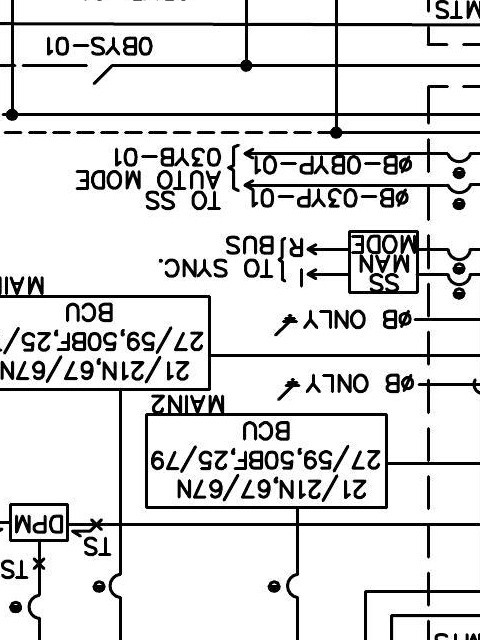 TS
TS
DPM
21/21N,67/67N
27/59,50BF,25/79
BCU
MAIN2
21/21N,67/67N
27/59,50BF,25/7
BCU
MAIN
ØB ONLY
ØB ONLY
SS
MAN
MODE
I
R
TO SYNC.
BUS
ØB-03YP-01
ØB-0BYP-01
TO SS
AUTO MODE
03YB-01
0BYS-01
MTS